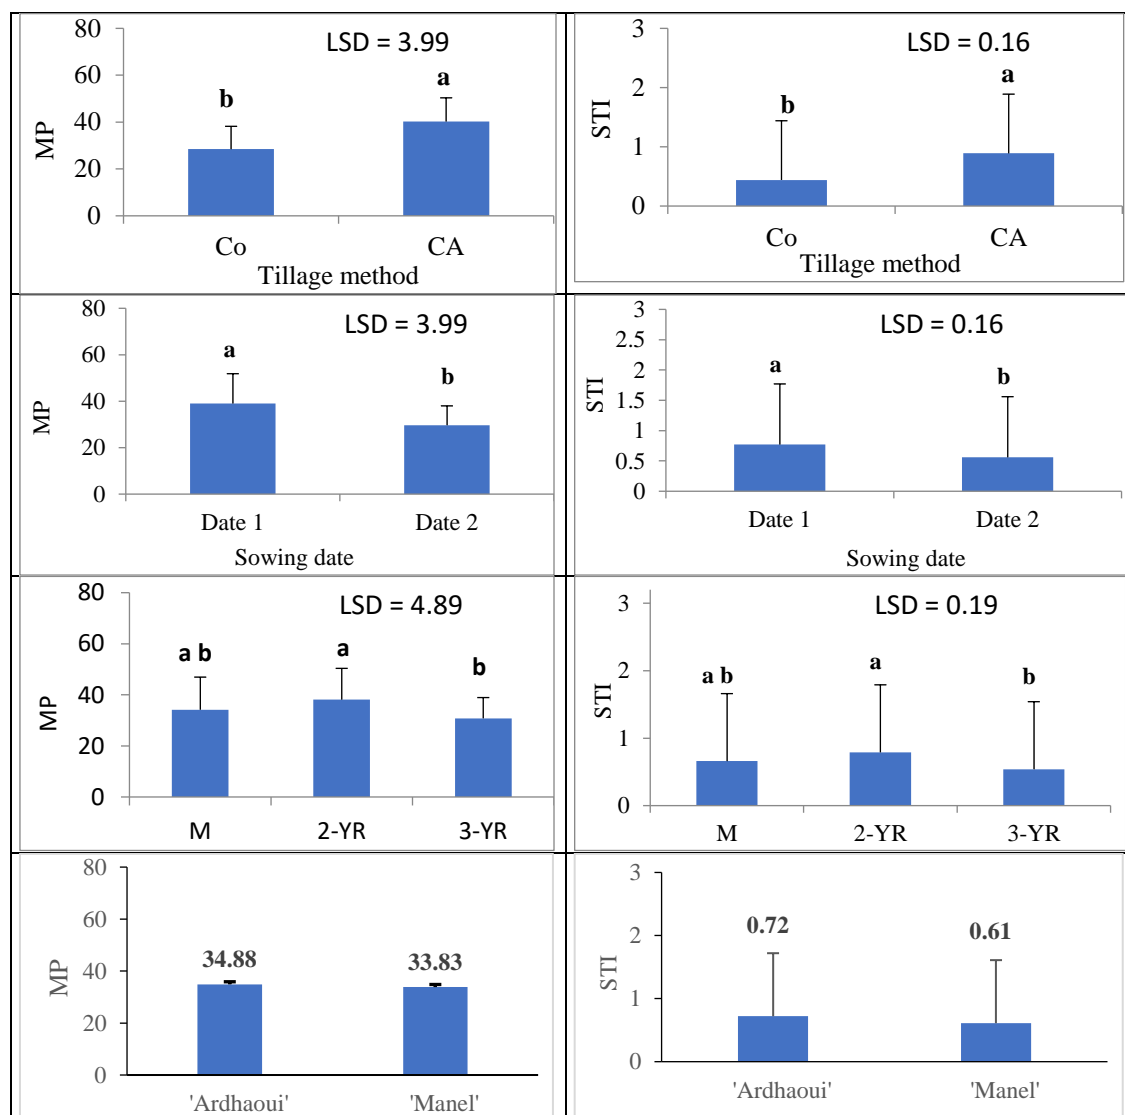 80
60
40
20
0
MP
LSD = 3.99
b
a
Co
CA
Tillage method
3
2
1
0
STI
LSD = 0.16
b
a
Co
CA
Tillage method
80
60
40
20
0
MP
LSD = 3.99
a
b
Date 1
Date 2
Sowing date
3
2.5
2
1.5
1
0.5
0
STI
LSD = 0.16
a
b
Date 1
Date 2
Sowing date
80
60
40
20
0
MP
LSD = 4.89
a b
a
b
M
2-YR
3-YR
3
2
1
0
STI
LSD = 0.19
a b
a
b
M
2-YR
3-YR
80
60
40
20
0
MP
34.88
33.83
'Ardhaoui'
'Manel'
3
2
1
0
STI
0.72
0.61
'Ardhaoui'
'Manel'